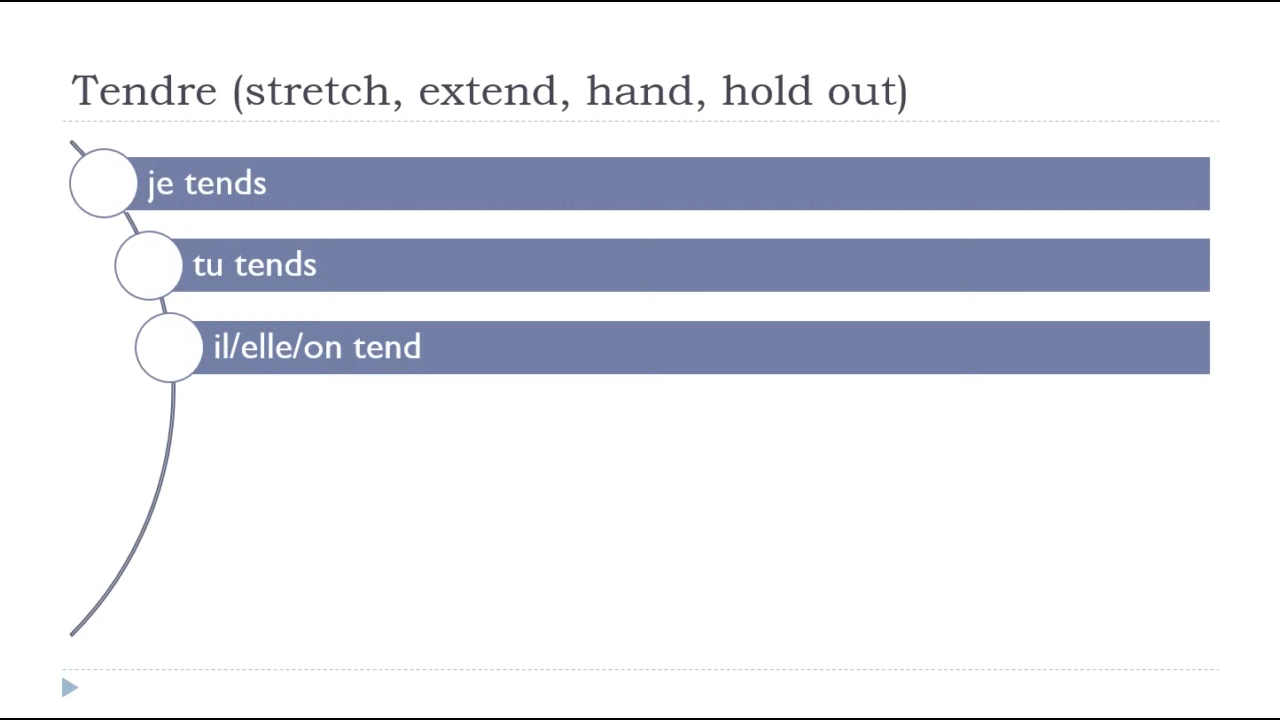 Tendre (stretch, extend, hand, hold out)
je tends
tu tends
il/elle/on tend